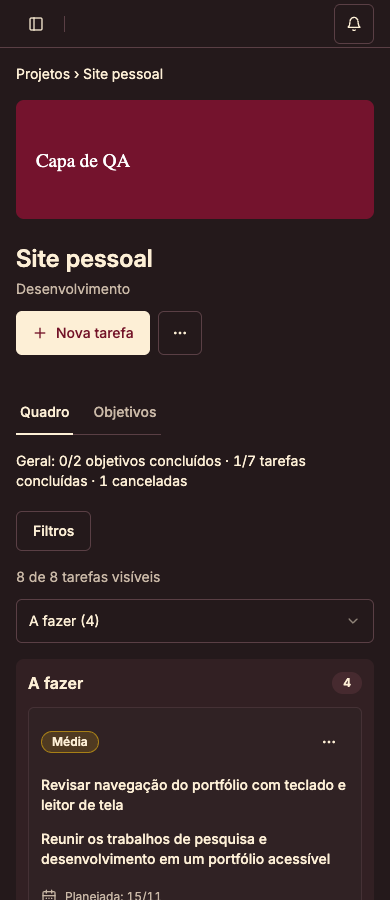 Projetos › Site pessoal
Capa de QA
Site pessoal
Desenvolvimento
+ Nova tarefa
...
Quadro
Objetivos
Geral: 0/2 objetivos concluídos · 1/7 tarefas
concluídas · 1 canceladas
Filtros
8 de 8 tarefas visíveis
A fazer (4)
A fazer
4
Média
...
Revisar navegação do portfólio com teclado e
leitor de tela
Reunir os trabalhos de pesquisa e
desenvolvimento em um portfólio acessível
Planejada: 15/11